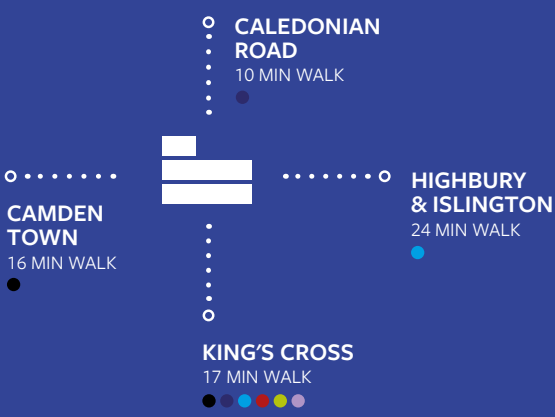 CALEDONIAN
ROAD
10 MIN WALK
CAMDEN
TOWN
16 MIN WALK
HIGHBURY
& ISLINGTON
24 MIN WALK
KING'S CROSS
17 MIN WALK